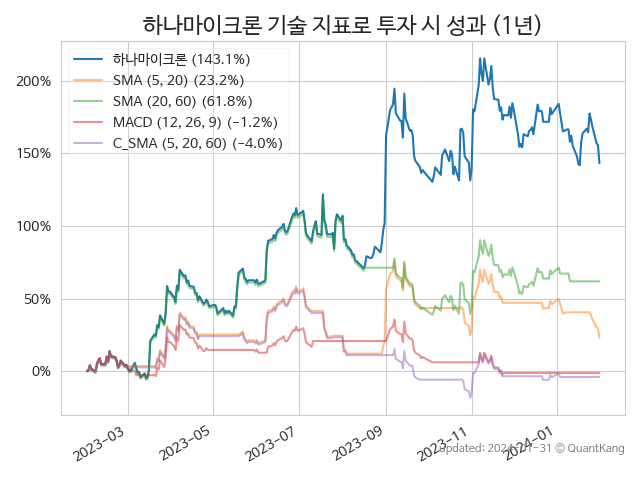 하나마이크론 기술 지표로 투자 시 성과 (1년)
하나마이크론 (143.1%)
SMA (5, 20) (23.2%)
SMA (20, 60) (61.8%)
MACD (12, 26, 9) (-1.2%)
C_SMA (5, 20, 60) (-4.0%)
200%
150%
100%
50%
0%
2023-03
2023-05
2023-07
2023-09
2023-11
2024-01
updated: 2024-01-31 © QuantKang